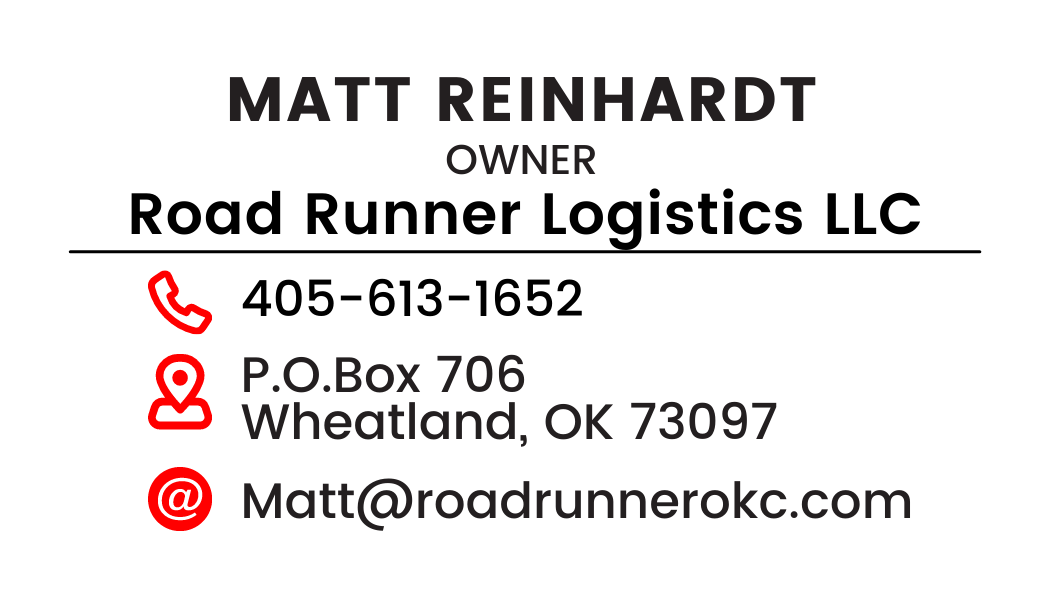 MATT REINHARDT
OWNER
Road Runner Logistics LLC
405-613-1652
P.O.Box 706
Wheatland, OK 73097
@ Matt@roadrunnerokc.com